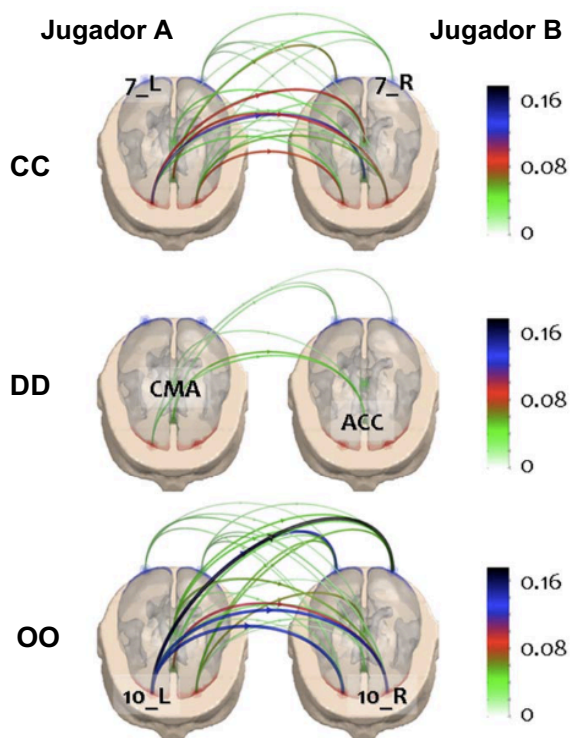 Jugador A
Jugador B
7_L
7_R
0.16
CC
0.08
0
0.16
DD
CMA
0.08
ACC
0
0.16
OO
0.08
10_L
10_R
0